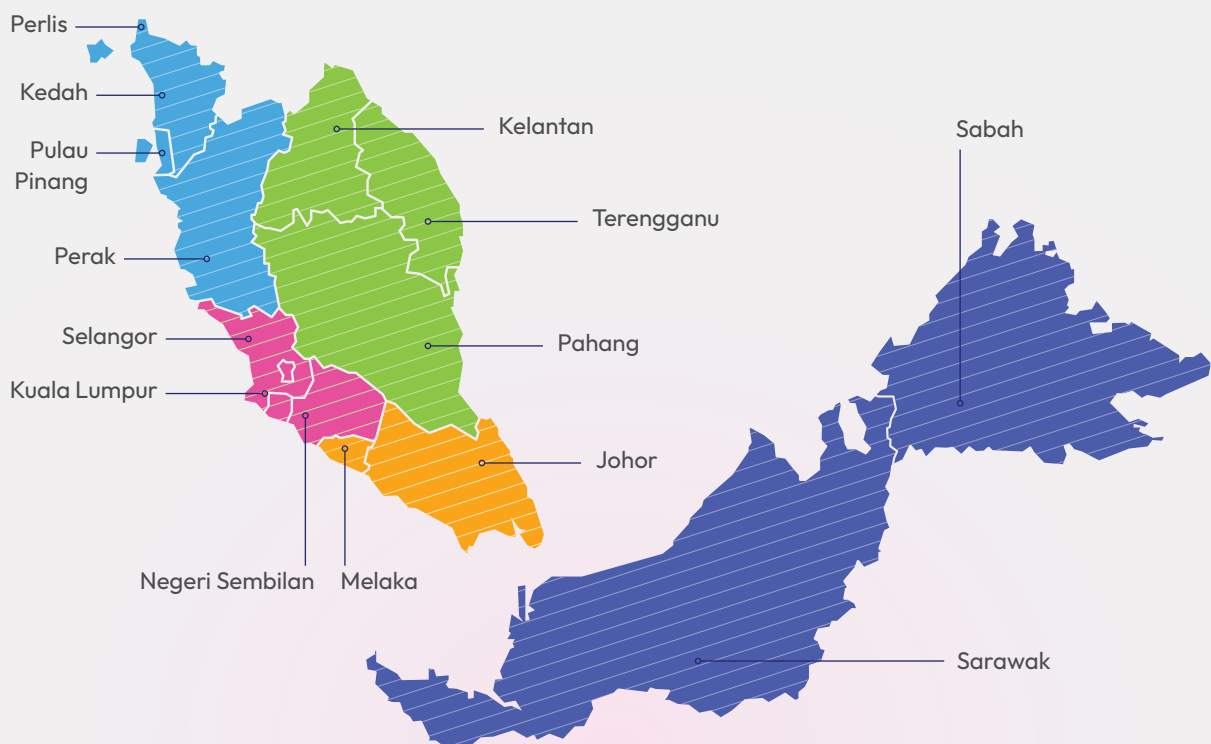 Perlis
Kedah
Pulau
Pinang
Perak
Selangor
Kuala Lumpur
Negeri Sembilan
Melaka
Kelantan
Terengganu
Pahang
Johor
Sabah
Sarawak